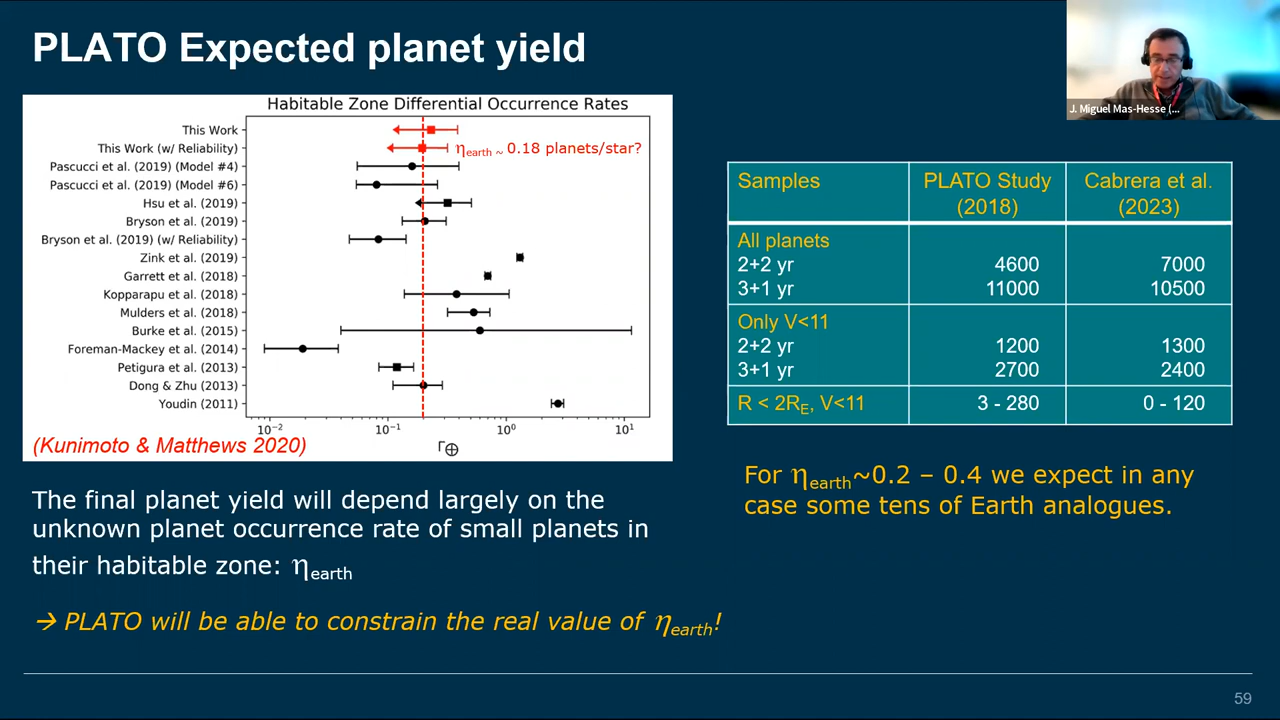 PLATO Expected planet yield
J. Miguel Mas-Hesse (...
Habitable Zone Differential Occurrence Rates
This Work
This Work (w/ Reliability)
η_earth ~ 0.18 planets/star?
Pascucci et al. (2019) (Model #4)
Pascucci et al. (2019) (Model #6)
Hsu et al. (2019)
Bryson et al. (2019)
Bryson et al. (2019) (w/ Reliability)
Zink et al. (2019)
Garrett et al. (2018)
Kopparapu et al. (2018)
Mulders et al. (2018)
Burke et al. (2015)
Foreman-Mackey et al. (2014)
Petigura et al. (2013)
Dong & Zhu (2013)
Youdin (2011)
10⁻² 10⁻¹ 10⁰ 10¹
Γ⊕
(Kunimoto & Matthews 2020)
The final planet yield will depend largely on the
unknown planet occurrence rate of small planets in
their habitable zone: η_earth
→ PLATO will be able to constrain the real value of η_earth!
Samples PLATO Study (2018) Cabrera et al. (2023)
All planets
2+2 yr 4600 7000
3+1 yr 11000 10500
Only V<11
2+2 yr 1200 1300
3+1 yr 2700 2400
R < 2R_E, V<11 3 - 280 0 - 120
For η_earth~0.2 – 0.4 we expect in any
case some tens of Earth analogues.
59